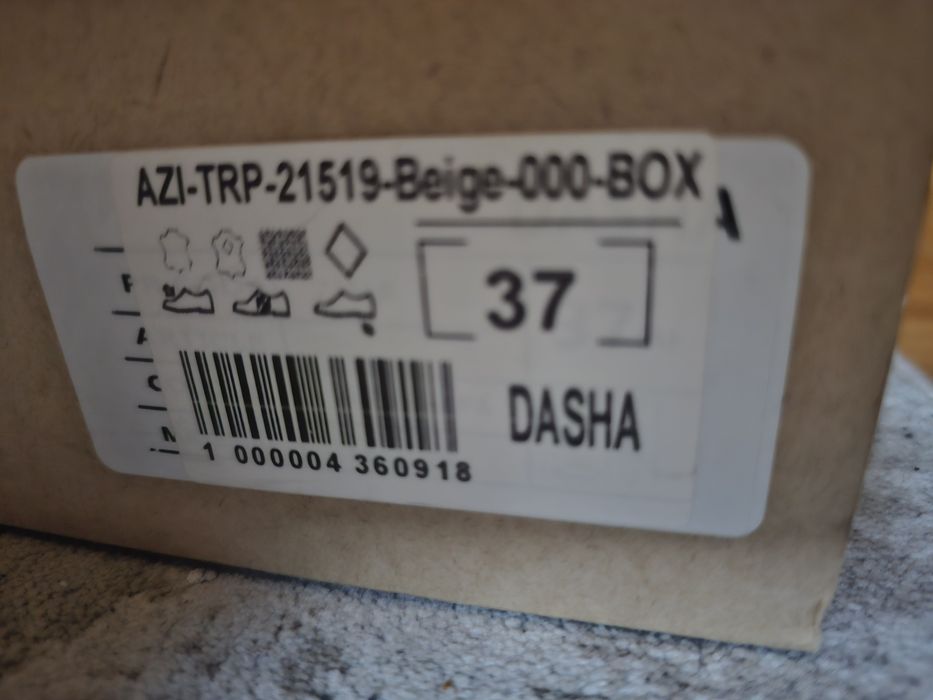 AZI-TRP-21519-Beige-000-BOX
37
DASHA
1 000004 360918